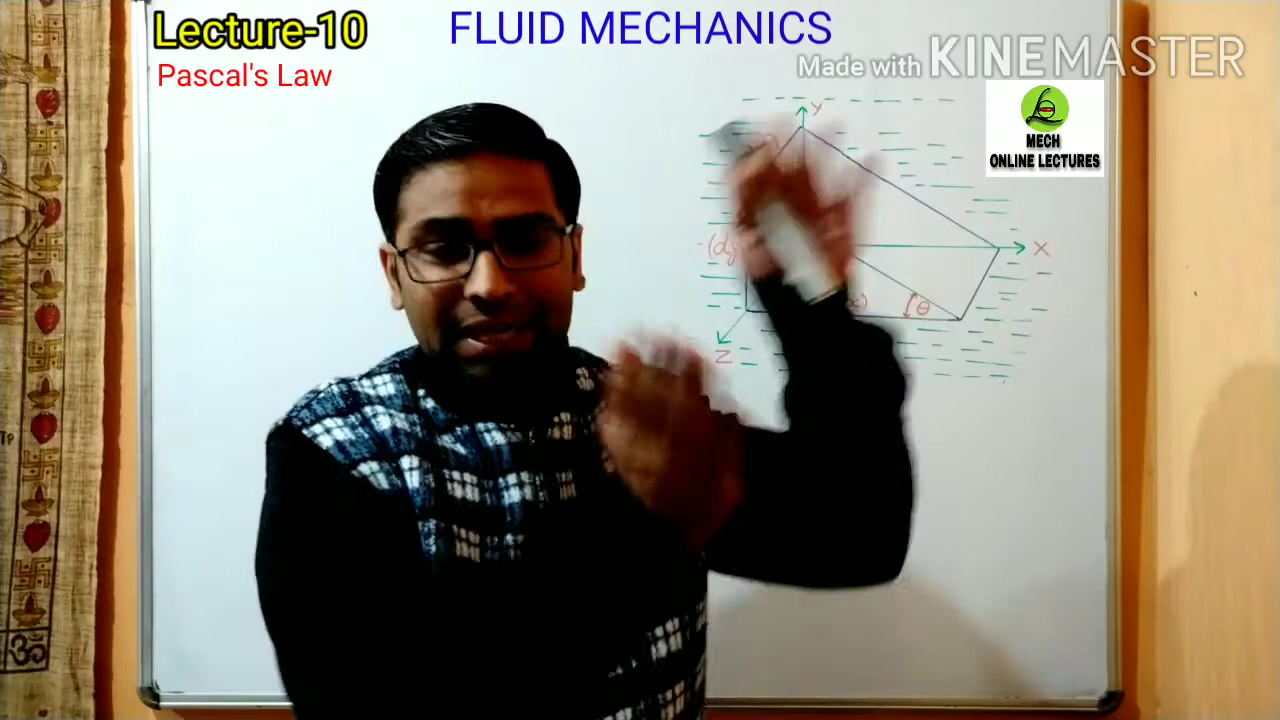 Lecture-10
FLUID MECHANICS
Pascal's Law
Made with KINEMASTER
MECH
ONLINE LECTURES
Y
X
θ
Z
ॐ